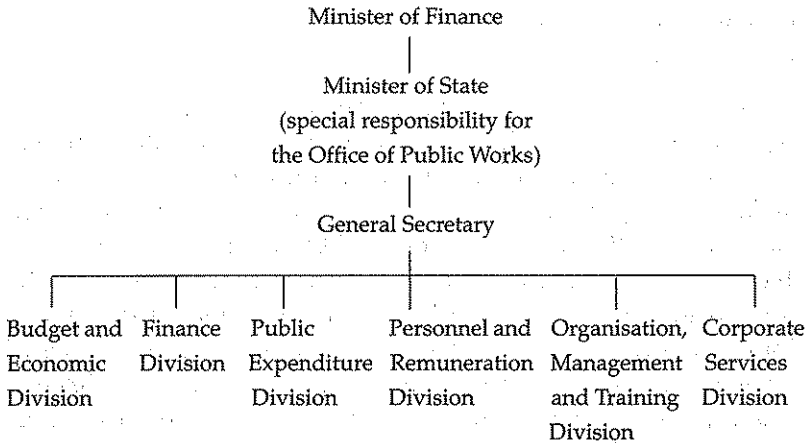 Minister of Finance
Minister of State
(special responsibility for
the Office of Public Works)
General Secretary
Budget and
Economic
Division
Finance
Division
Public
Expenditure
Division
Personnel and
Remuneration
Division
Organisation,
Management
and Training
Division
Corporate
Services
Division